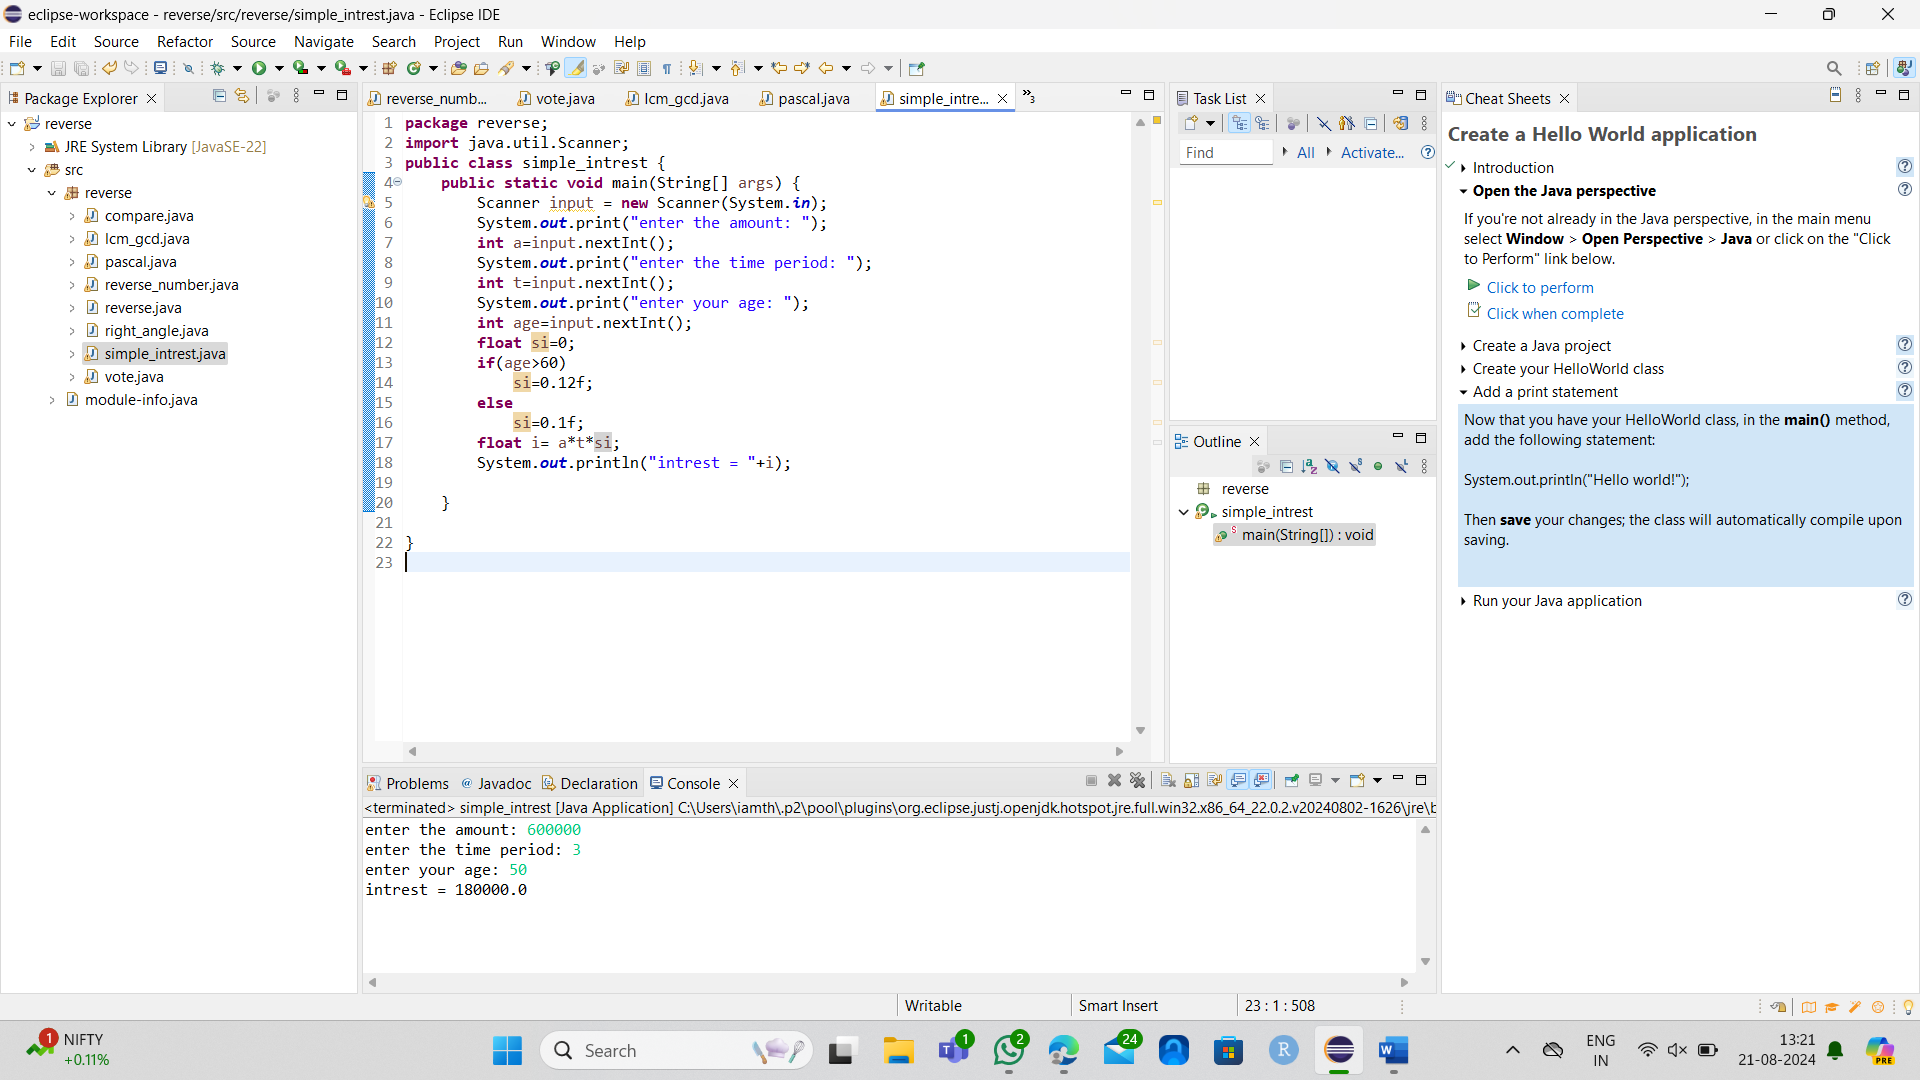 eclipse-workspace - reverse/src/reverse/simple_intrest.java - Eclipse IDE
File Edit Source Refactor Source Navigate Search Project Run Window Help
Package Explorer
reverse
JRE System Library [JavaSE-22]
src
reverse
compare.java
lcm_gcd.java
pascal.java
reverse_number.java
reverse.java
right_angle.java
simple_intrest.java
vote.java
module-info.java
reverse_numb... vote.java lcm_gcd.java pascal.java simple_intre... »3
1 package reverse;
2 import java.util.Scanner;
3 public class simple_intrest {
4 public static void main(String[] args) {
5 Scanner input = new Scanner(System.in);
6 System.out.print("enter the amount: ");
7 int a=input.nextInt();
8 System.out.print("enter the time period: ");
9 int t=input.nextInt();
10 System.out.print("enter your age: ");
11 int age=input.nextInt();
12 float si=0;
13 if(age>60)
14 si=0.12f;
15 else
16 si=0.1f;
17 float i= a*t*si;
18 System.out.println("intrest = "+i);
19
20 }
21
22 }
23
Problems Javadoc Declaration Console
<terminated> simple_intrest [Java Application] C:\Users\iamth\.p2\pool\plugins\org.eclipse.justj.openjdk.hotspot.jre.full.win32.x86_64_22.0.2.v20240802-1626\jre\b
enter the amount: 600000
enter the time period: 3
enter your age: 50
intrest = 180000.0
Task List
Find All Activate...
Outline
reverse
simple_intrest
main(String[]) : void
Cheat Sheets
Create a Hello World application
Introduction
Open the Java perspective
If you're not already in the Java perspective, in the main menu
select Window > Open Perspective > Java or click on the "Click
to Perform" link below.
Click to perform
Click when complete
Create a Java project
Create your HelloWorld class
Add a print statement
Now that you have your HelloWorld class, in the main() method,
add the following statement:
System.out.println("Hello world!");
Then save your changes; the class will automatically compile upon
saving.
Run your Java application
Writable Smart Insert 23 : 1 : 508
1 NIFTY
+0.11%
Search
1 2 24
R
W
PRE
ENG
IN
13:21
21-08-2024